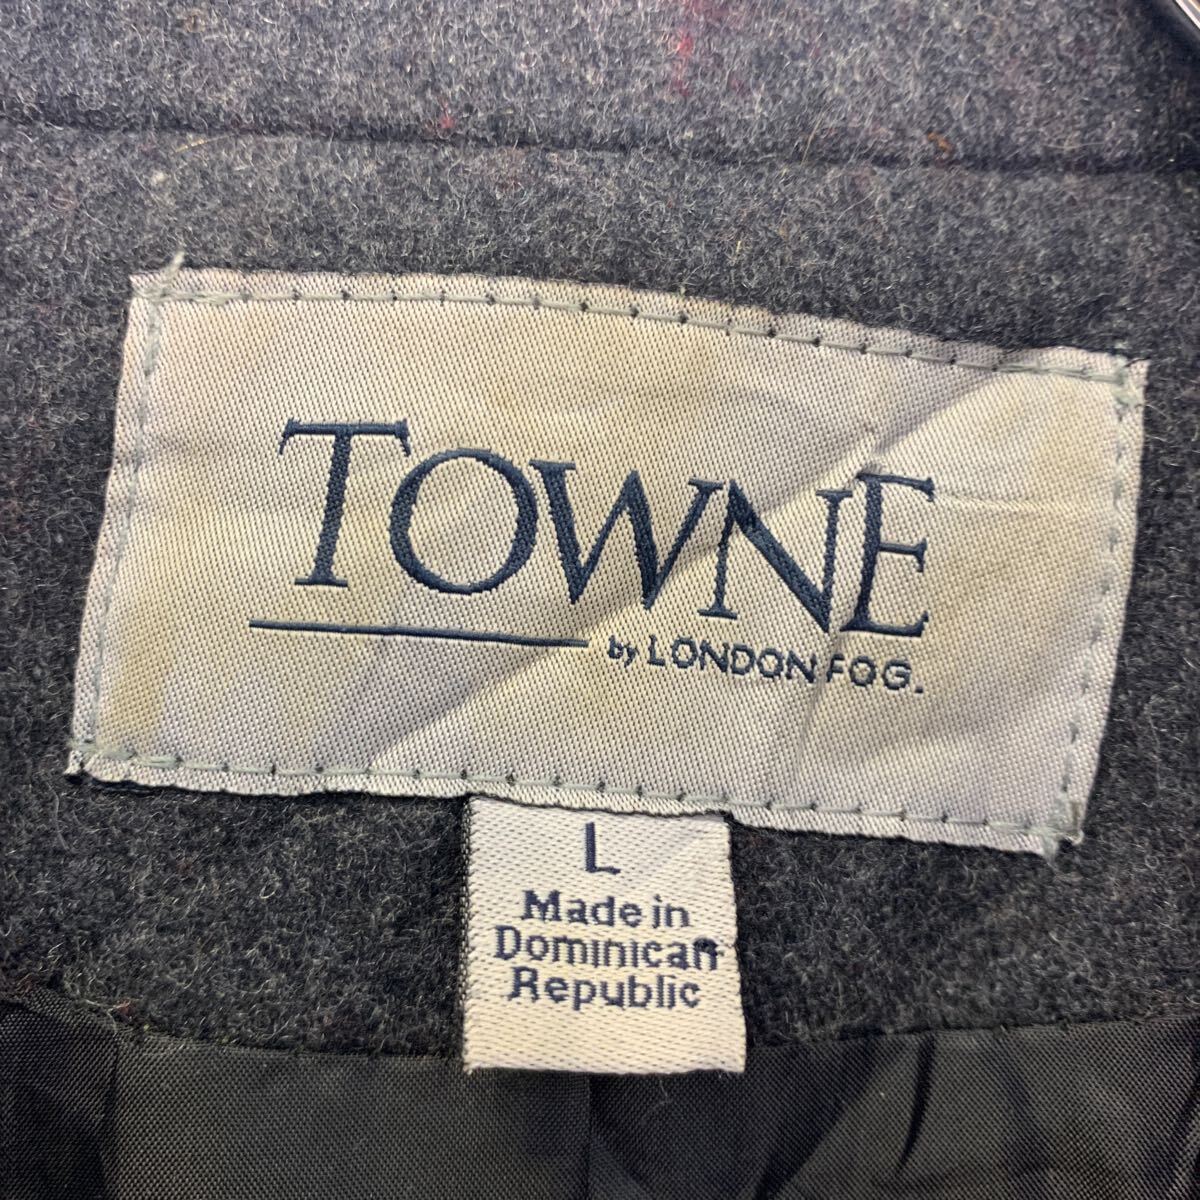 TOWNE
by LONDON FOG.
L
Made in
Dominican
Republic